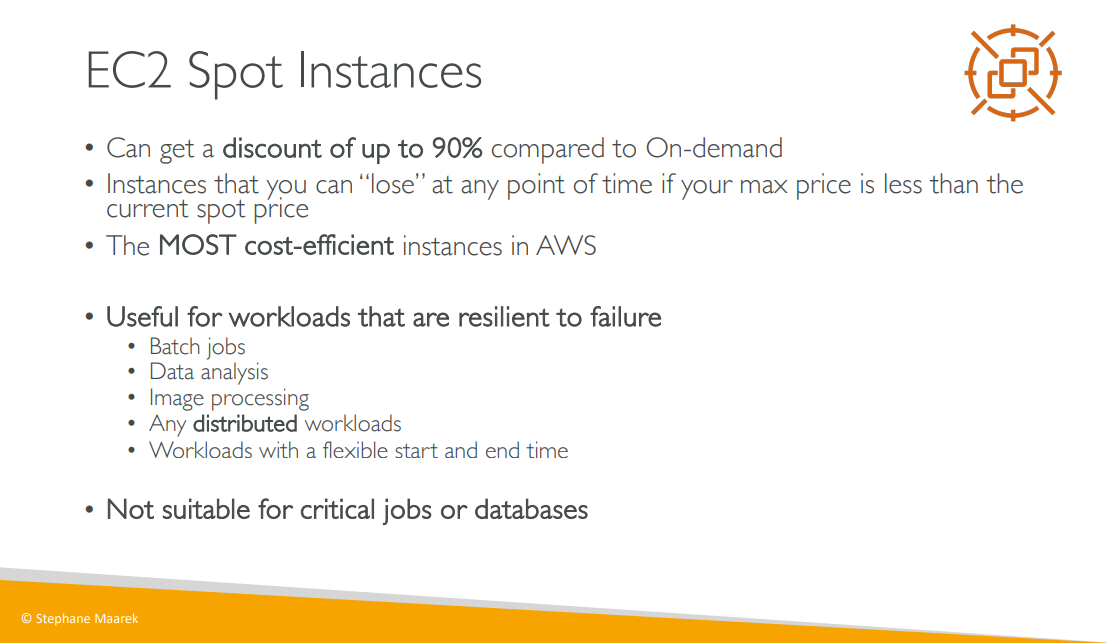 EC2 Spot Instances
• Can get a discount of up to 90% compared to On-demand
• Instances that you can “lose” at any point of time if your max price is less than the
current spot price
• The MOST cost-efficient instances in AWS
• Useful for workloads that are resilient to failure
• Batch jobs
• Data analysis
• Image processing
• Any distributed workloads
• Workloads with a flexible start and end time
• Not suitable for critical jobs or databases
© Stephane Maarek